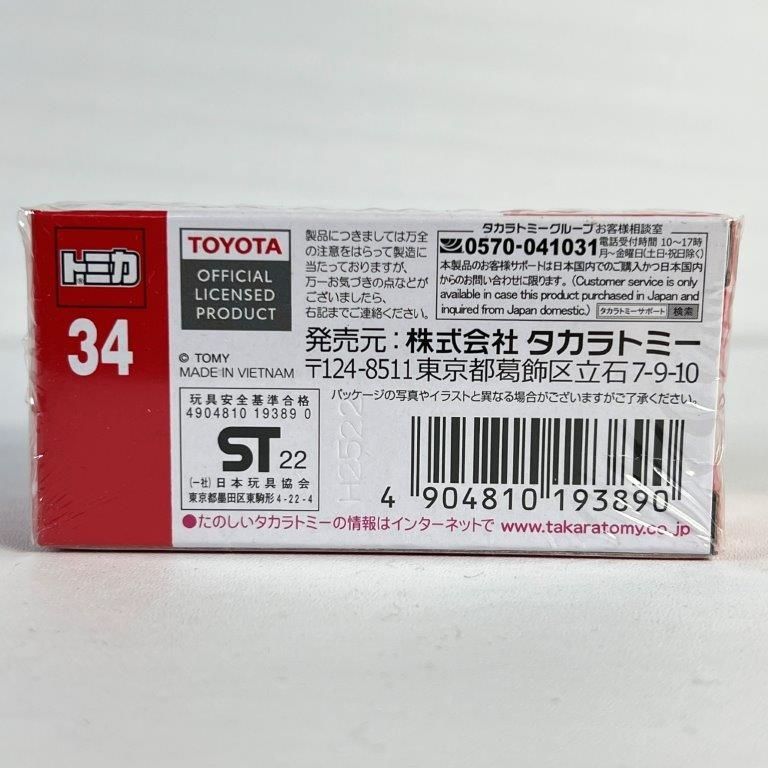 トミカ
34
TOYOTA
OFFICIAL
LICENSED
PRODUCT
© TOMY
MADE IN VIETNAM
製品につきましては万全
の注意をはらって製造に
当たっておりますが、
万一お気づきの点などが
ございましたら、
右記までご連絡ください。
タカラトミーグループ お客様相談室
0570-041031 電話受付時間 10〜17時
月〜金曜日(土日・祝日除く)
本製品のお客様サポートは日本国内でのご購入かつ日本国内
からのお問い合わせに限ります。(Customer service is only
available in case this product purchased in Japan and
inquired from Japan domestic.)
タカラトミーサポート 検索
発売元:株式会社 タカラトミー
〒124-8511 東京都葛飾区立石7-9-10
パッケージの写真やイラストと異なる場合がございますがご了承ください。
玩具安全基準合格
4904810 19389 0
ST 22
(一社)日本玩具協会
東京都墨田区東駒形4-22-4
H2522
4 904810 193890
●たのしいタカラトミーの情報はインターネットで www.takaratomy.co.jp